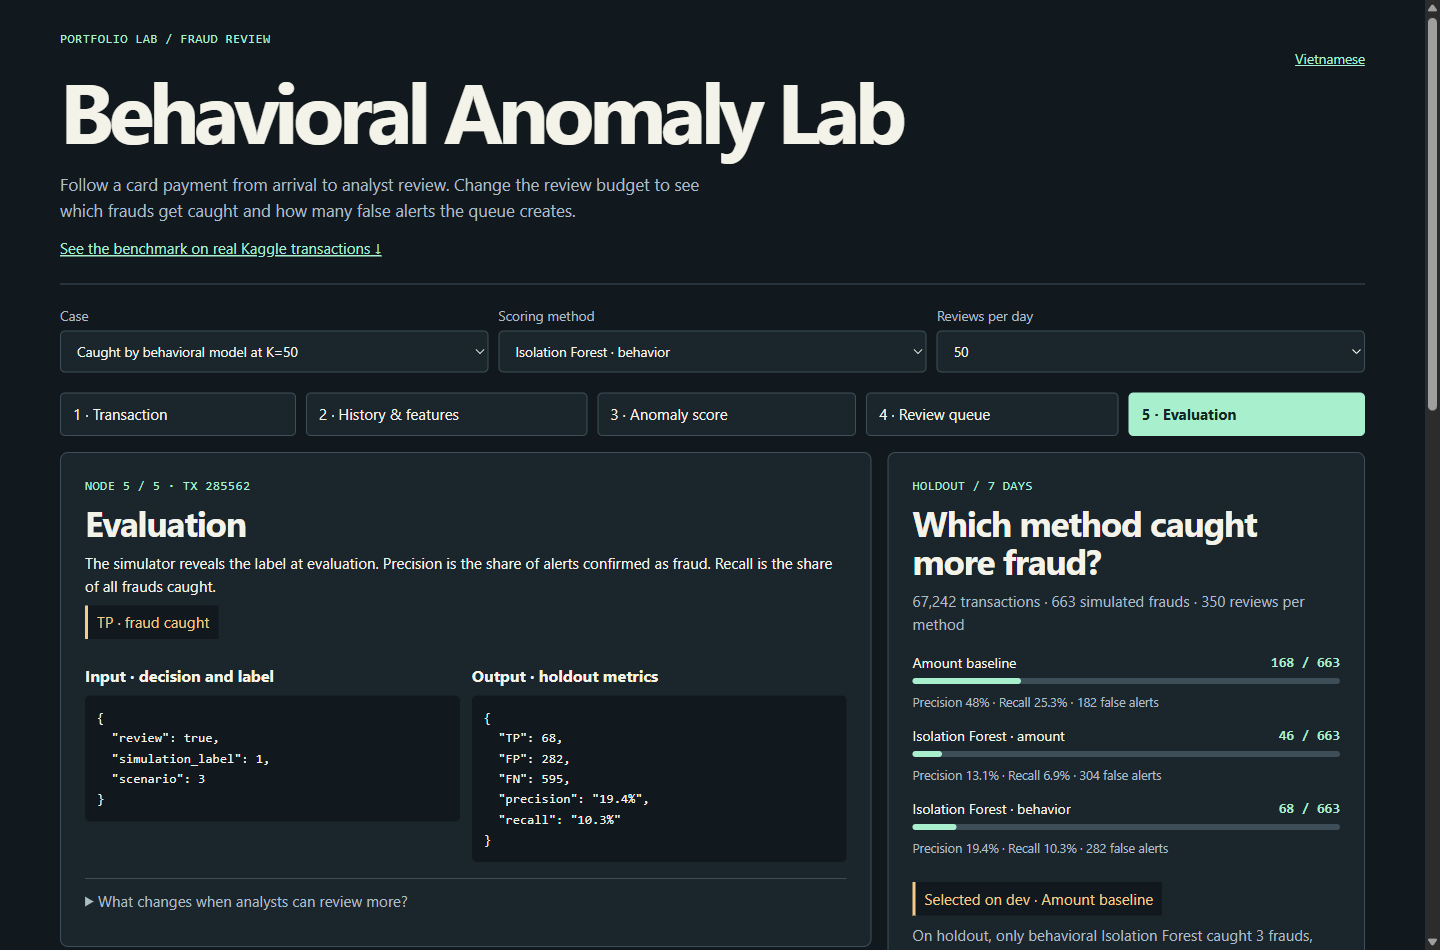 PORTFOLIO LAB / FRAUD REVIEW
Vietnamese
Behavioral Anomaly Lab
Follow a card payment from arrival to analyst review. Change the review budget to see
which frauds get caught and how many false alerts the queue creates.
See the benchmark on real Kaggle transactions ↓
Case
Scoring method
Reviews per day
Caught by behavioral model at K=50
Isolation Forest · behavior
50
1 · Transaction
2 · History & features
3 · Anomaly score
4 · Review queue
5 · Evaluation
NODE 5 / 5 · TX 285562
Evaluation
The simulator reveals the label at evaluation. Precision is the share of alerts confirmed as fraud. Recall is the share
of all frauds caught.
TP · fraud caught
Input · decision and label
{
"review": true,
"simulation_label": 1,
"scenario": 3
}
Output · holdout metrics
{
"TP": 68,
"FP": 282,
"FN": 595,
"precision": "19.4%",
"recall": "10.3%"
}
▶ What changes when analysts can review more?
HOLDOUT / 7 DAYS
Which method caught
more fraud?
67,242 transactions · 663 simulated frauds · 350 reviews per
method
Amount baseline 168 / 663
Precision 48% · Recall 25.3% · 182 false alerts
Isolation Forest · amount 46 / 663
Precision 13.1% · Recall 6.9% · 304 false alerts
Isolation Forest · behavior 68 / 663
Precision 19.4% · Recall 10.3% · 282 false alerts
Selected on dev · Amount baseline
On holdout, only behavioral Isolation Forest caught 3 frauds,